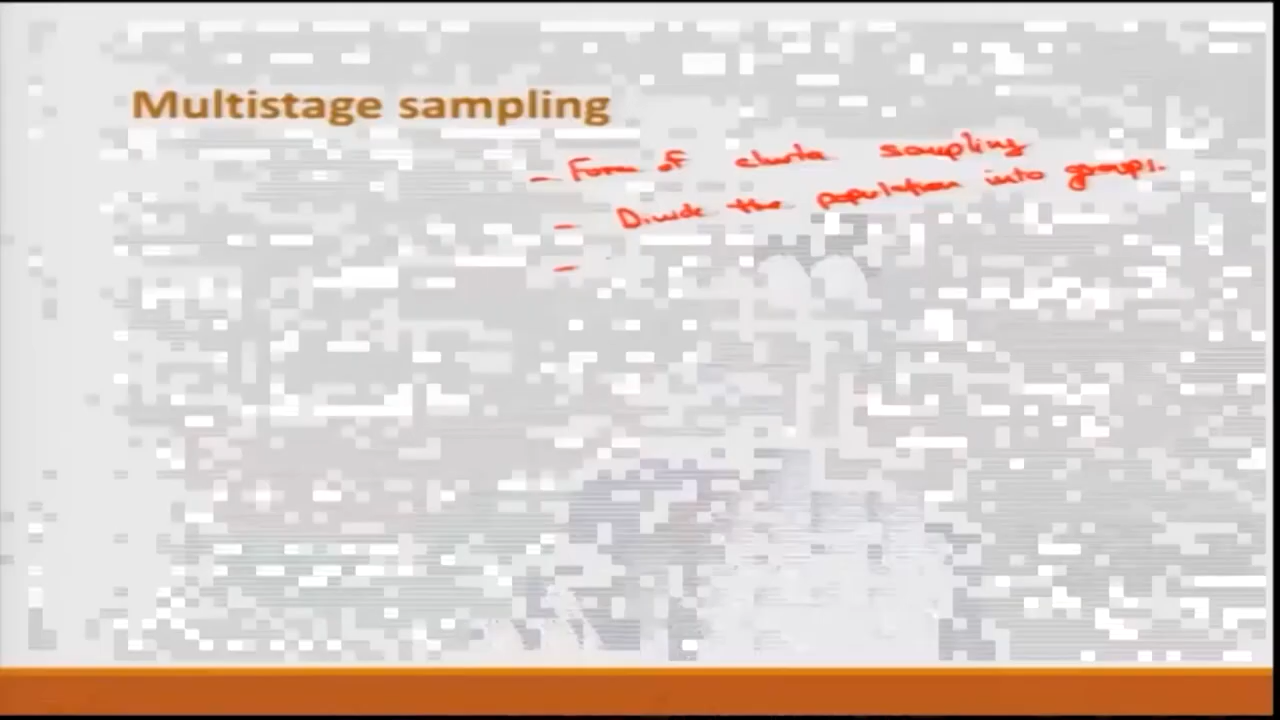 Multistage sampling
- Form of cluster sampling
- Divide the population into groups.
-